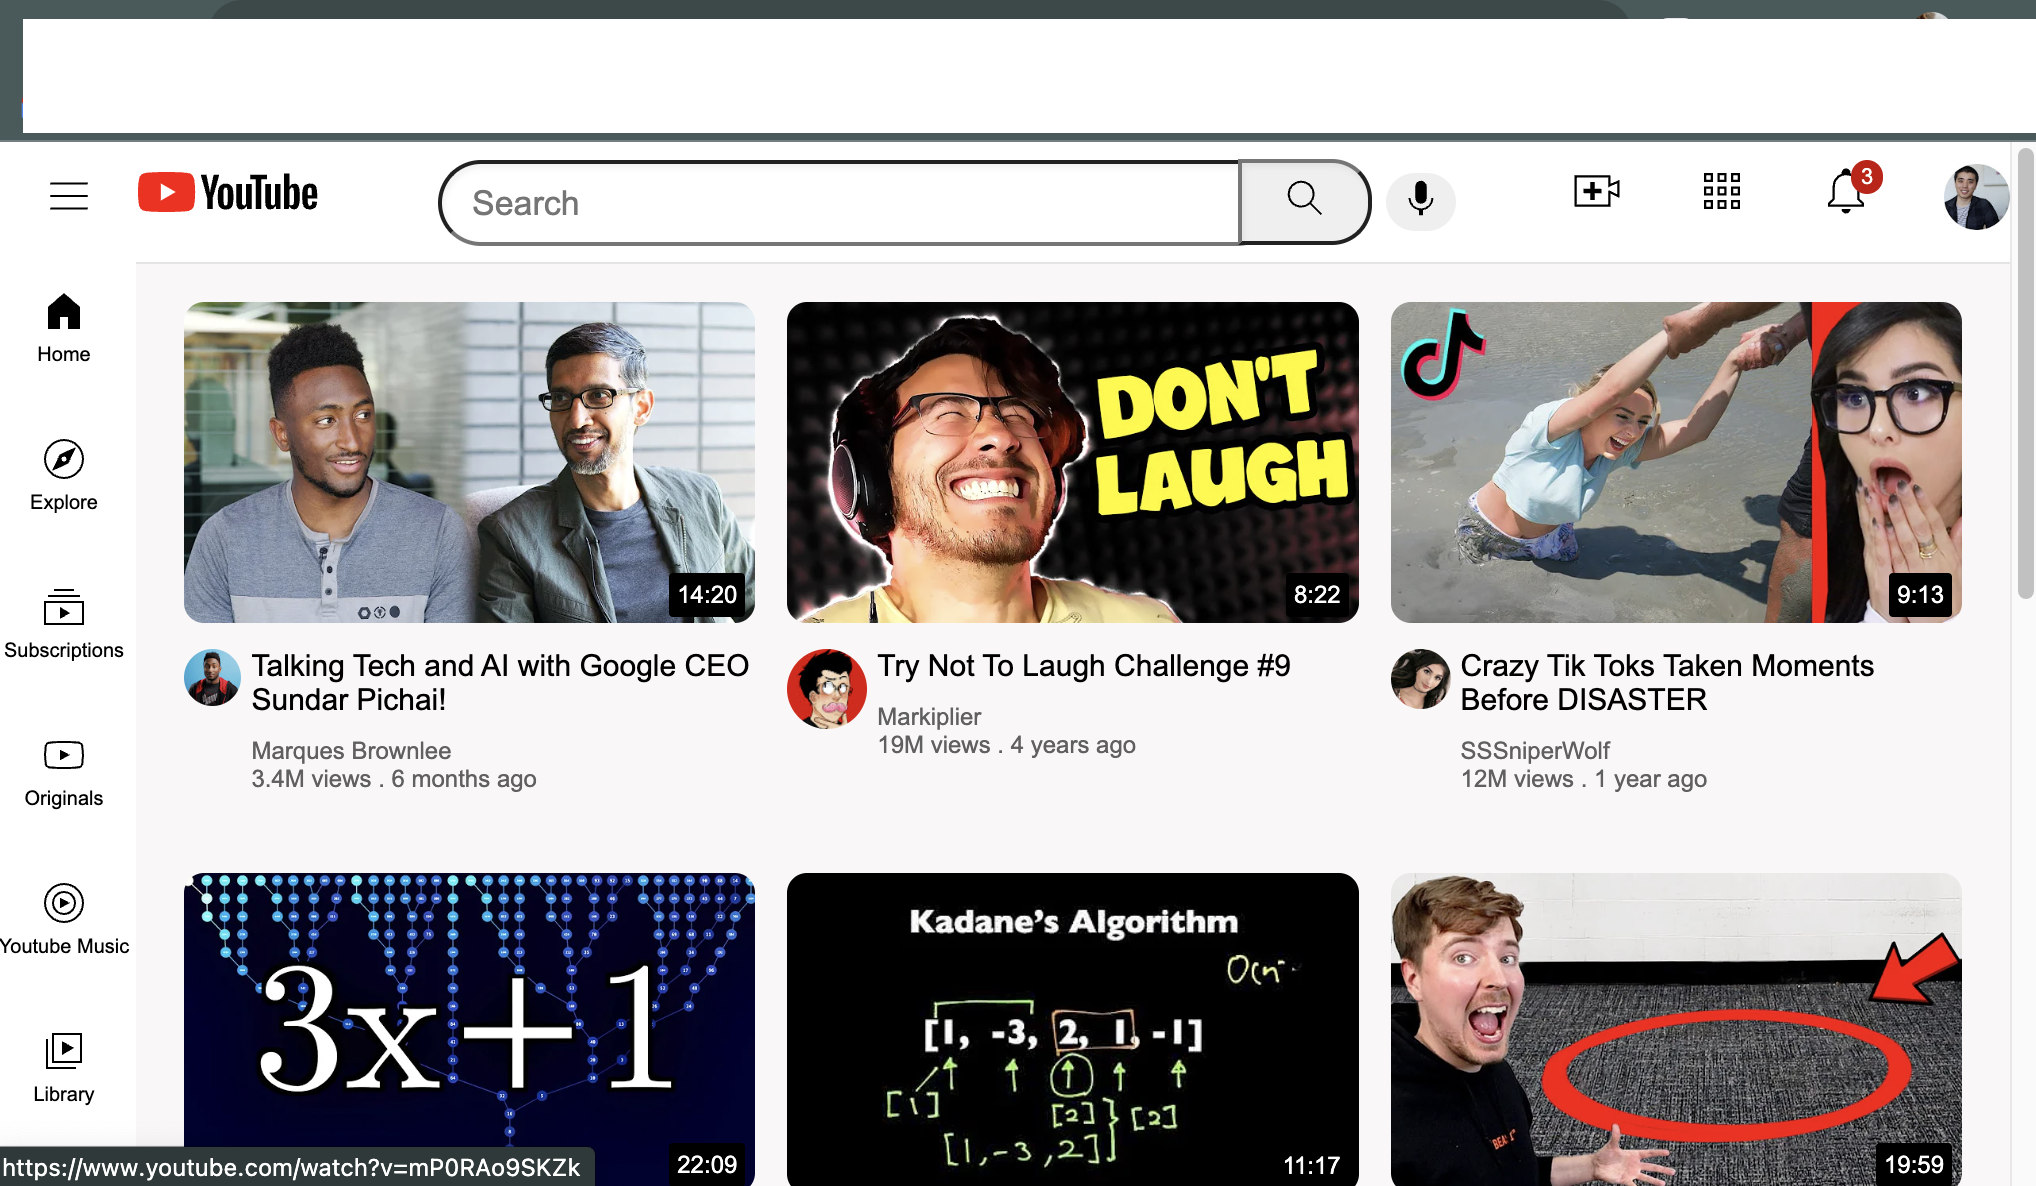 YouTube
Search
3
Home
Explore
Subscriptions
Originals
Youtube Music
Library
14:20
Talking Tech and AI with Google CEO
Sundar Pichai!
Marques Brownlee
3.4M views . 6 months ago
DON'T
LAUGH
8:22
Try Not To Laugh Challenge #9
Markiplier
19M views . 4 years ago
9:13
Crazy Tik Toks Taken Moments
Before DISASTER
SSSniperWolf
12M views . 1 year ago
3x+1
22:09
Kadane's Algorithm
[1, -3, 2, 1, -1]
[1] [2] [2]
[1,-3,2]
11:17
19:59
https://www.youtube.com/watch?v=mP0RAo9SKZk